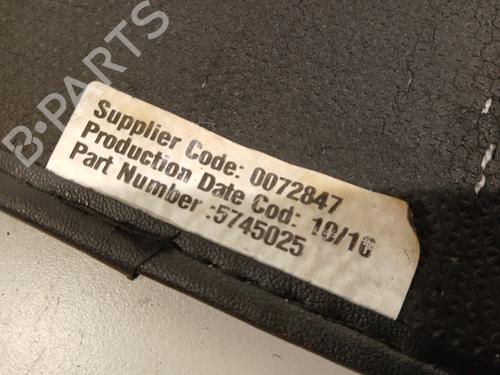 B-PARTS
Supplier Code: 0072847
Production Date Cod: 10/16
Part Number :5745025